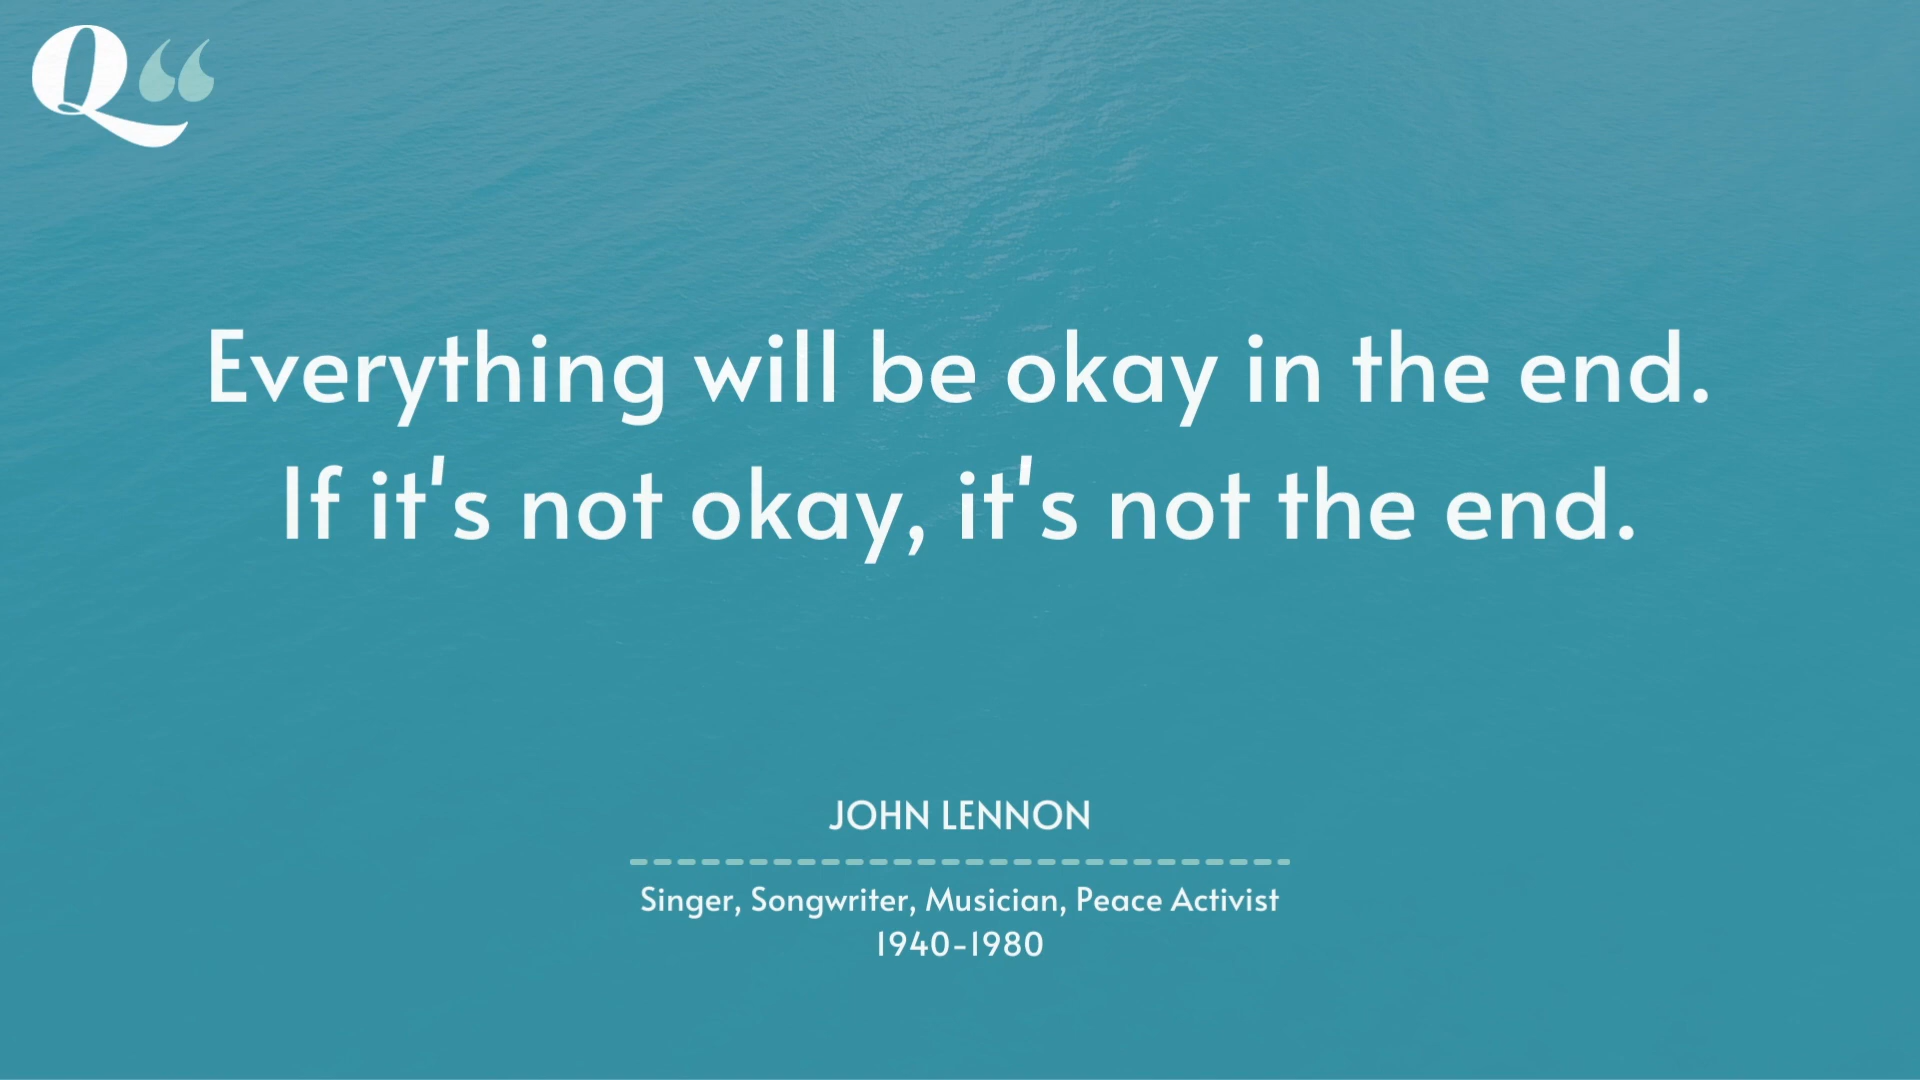 Q“
Everything will be okay in the end.
If it's not okay, it's not the end.
JOHN LENNON
Singer, Songwriter, Musician, Peace Activist
1940-1980